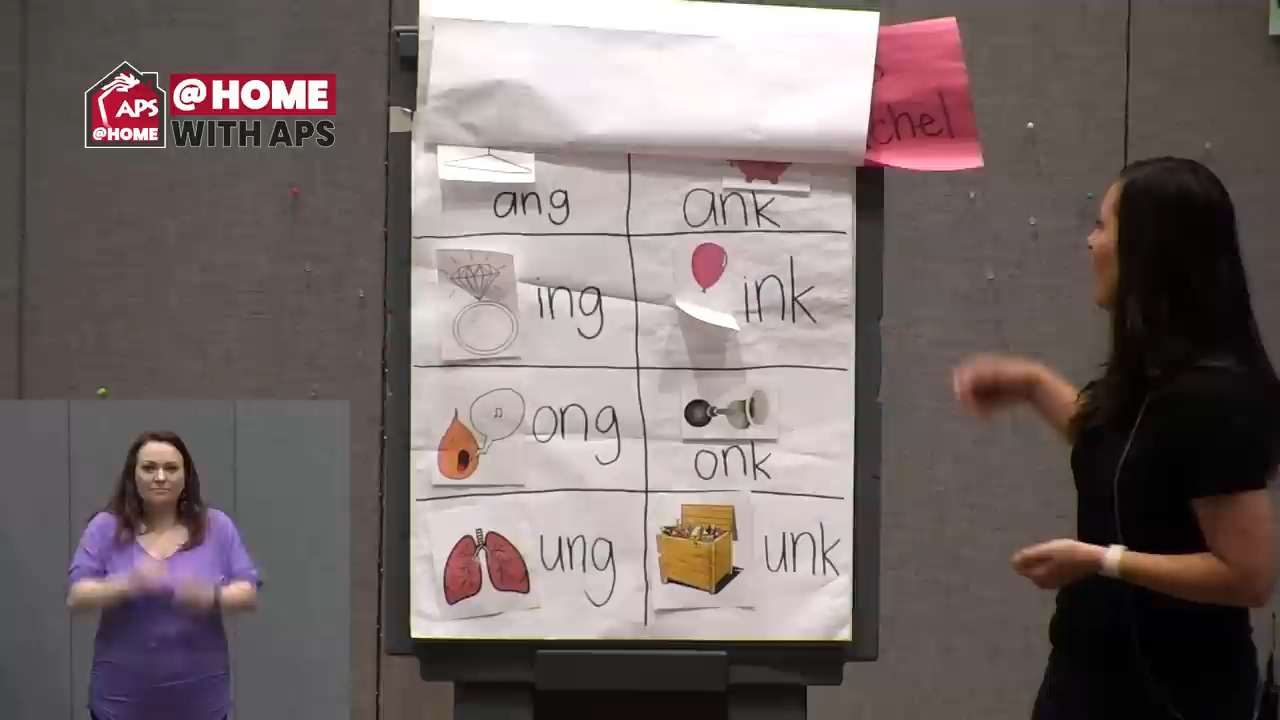 APS
@HOME
@HOME
WITH APS
chel
ang
ank
ing
ink
ong
onk
ung
unk